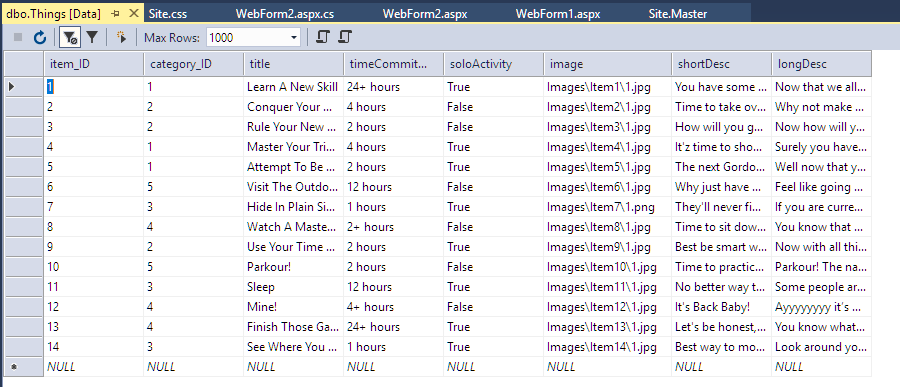 dbo.Things [Data] Site.css WebForm2.aspx.cs WebForm2.aspx WebForm1.aspx Site.Master
Max Rows: 1000
item_ID category_ID title timeCommit... soloActivity image shortDesc longDesc
1 1 Learn A New Skill 24+ hours True Images\Item1\1.jpg You have some ... Now that we all...
2 2 Conquer Your ... 4 hours False Images\Item2\1.jpg Time to take ov... Why not make ...
3 2 Rule Your New ... 2 hours False Images\Item3\1.jpg How will you g... Now how will y...
4 1 Master Your Tri... 4 hours True Images\Item4\1.jpg It'z time to sho... Surely you have...
5 1 Attempt To Be ... 2 hours True Images\Item5\1.jpg The next Gordo... Well now that y...
6 5 Visit The Outdo... 12 hours False Images\Item6\1.jpg Why just have ... Feel like going ...
7 3 Hide In Plain Si... 1 hours True Images\Item7\1.png They'll never fi... If you are curre...
8 4 Watch A Maste... 2+ hours False Images\Item8\1.jpg Time to sit dow... You know that ...
9 2 Use Your Time ... 2 hours True Images\Item9\1.jpg Best be smart w... Now with all thi...
10 5 Parkour! 2 hours False Images\Item10\1.jpg Time to practic... Parkour! The na...
11 3 Sleep 12 hours True Images\Item11\1.jpg No better way t... Some people ar...
12 4 Mine! 4+ hours False Images\Item12\1.jpg It's Back Baby! Ayyyyyyyy it's ...
13 4 Finish Those Ga... 24+ hours True Images\Item13\1.jpg Let's be honest,... You know what...
14 3 See Where You ... 1 hours True Images\Item14\1.jpg Best way to mo... Look around yo...
NULL NULL NULL NULL NULL NULL NULL NULL